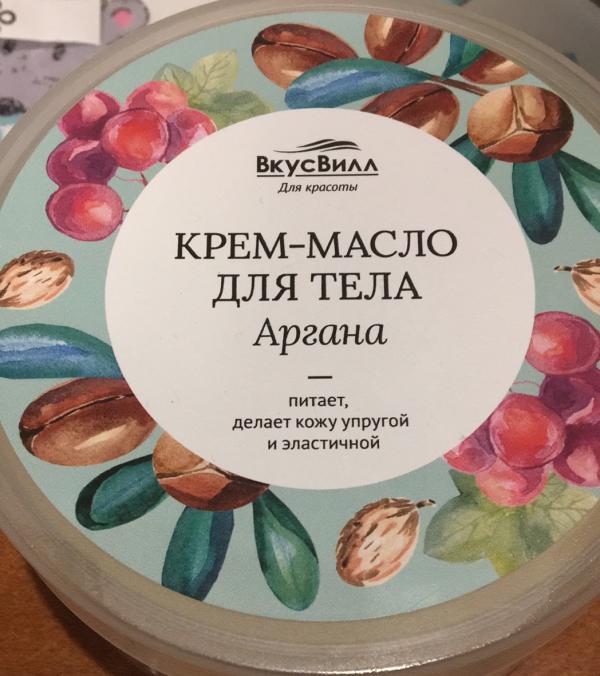 ВкусВилл
Для красоты
КРЕМ-МАСЛО
ДЛЯ ТЕЛА
Аргана
—
питает,
делает кожу упругой
и эластичной